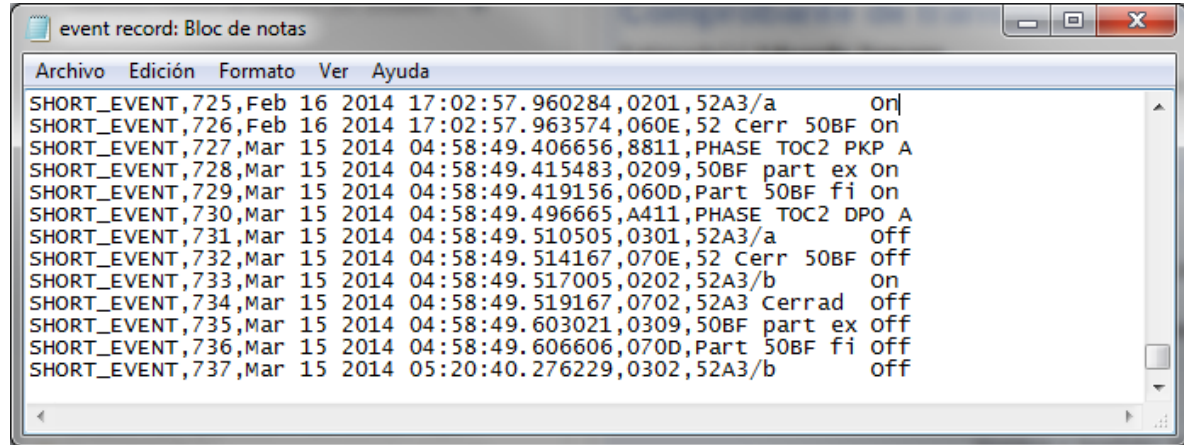 event record: Bloc de notas
Archivo Edición Formato Ver Ayuda
SHORT_EVENT,725,Feb 16 2014 17:02:57.960284,0201,52A3/a On
SHORT_EVENT,726,Feb 16 2014 17:02:57.963574,060E,52 Cerr 50BF On
SHORT_EVENT,727,Mar 15 2014 04:58:49.406656,8811,PHASE TOC2 PKP A
SHORT_EVENT,728,Mar 15 2014 04:58:49.415483,0209,50BF part ex On
SHORT_EVENT,729,Mar 15 2014 04:58:49.419156,060D,Part 50BF fi On
SHORT_EVENT,730,Mar 15 2014 04:58:49.496665,A411,PHASE TOC2 DPO A
SHORT_EVENT,731,Mar 15 2014 04:58:49.510505,0301,52A3/a Off
SHORT_EVENT,732,Mar 15 2014 04:58:49.514167,070E,52 Cerr 50BF Off
SHORT_EVENT,733,Mar 15 2014 04:58:49.517005,0202,52A3/b On
SHORT_EVENT,734,Mar 15 2014 04:58:49.519167,0702,52A3 Cerrad Off
SHORT_EVENT,735,Mar 15 2014 04:58:49.603021,0309,50BF part ex Off
SHORT_EVENT,736,Mar 15 2014 04:58:49.606606,070D,Part 50BF fi Off
SHORT_EVENT,737,Mar 15 2014 05:20:40.276229,0302,52A3/b Off